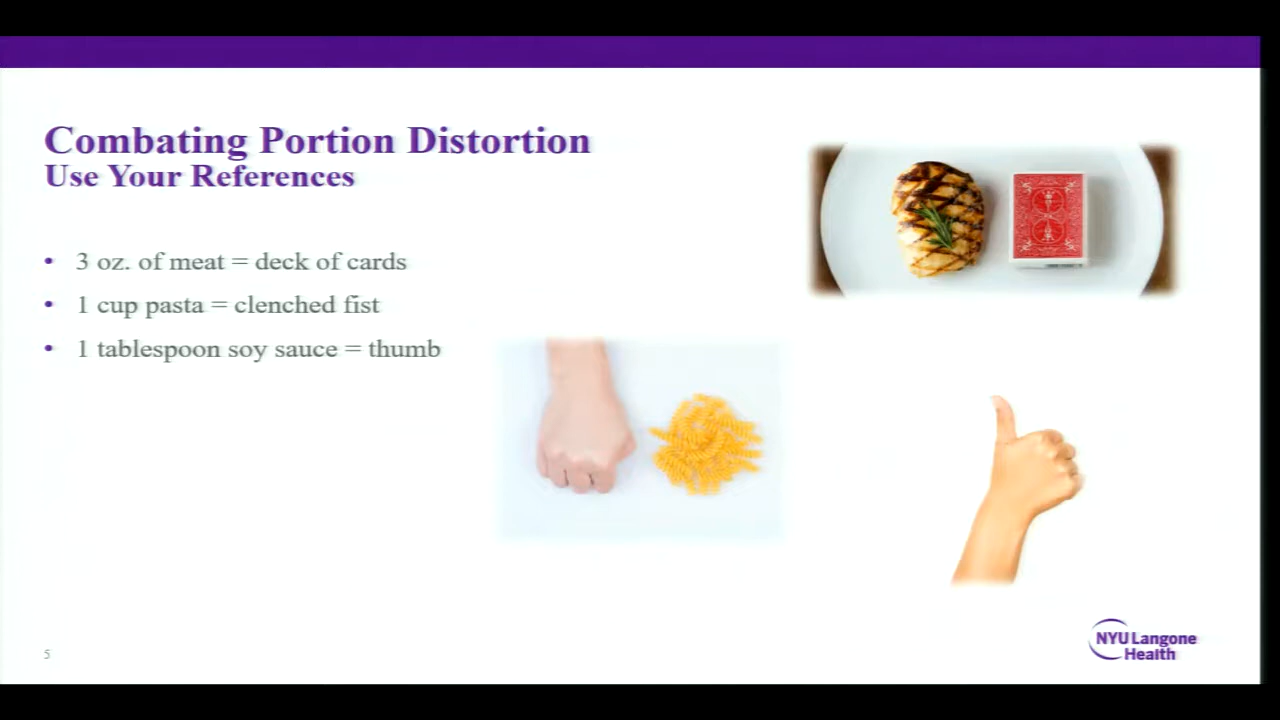 Combating Portion Distortion
Use Your References
• 3 oz. of meat = deck of cards
• 1 cup pasta = clenched fist
• 1 tablespoon soy sauce = thumb
5
NYU Langone
Health